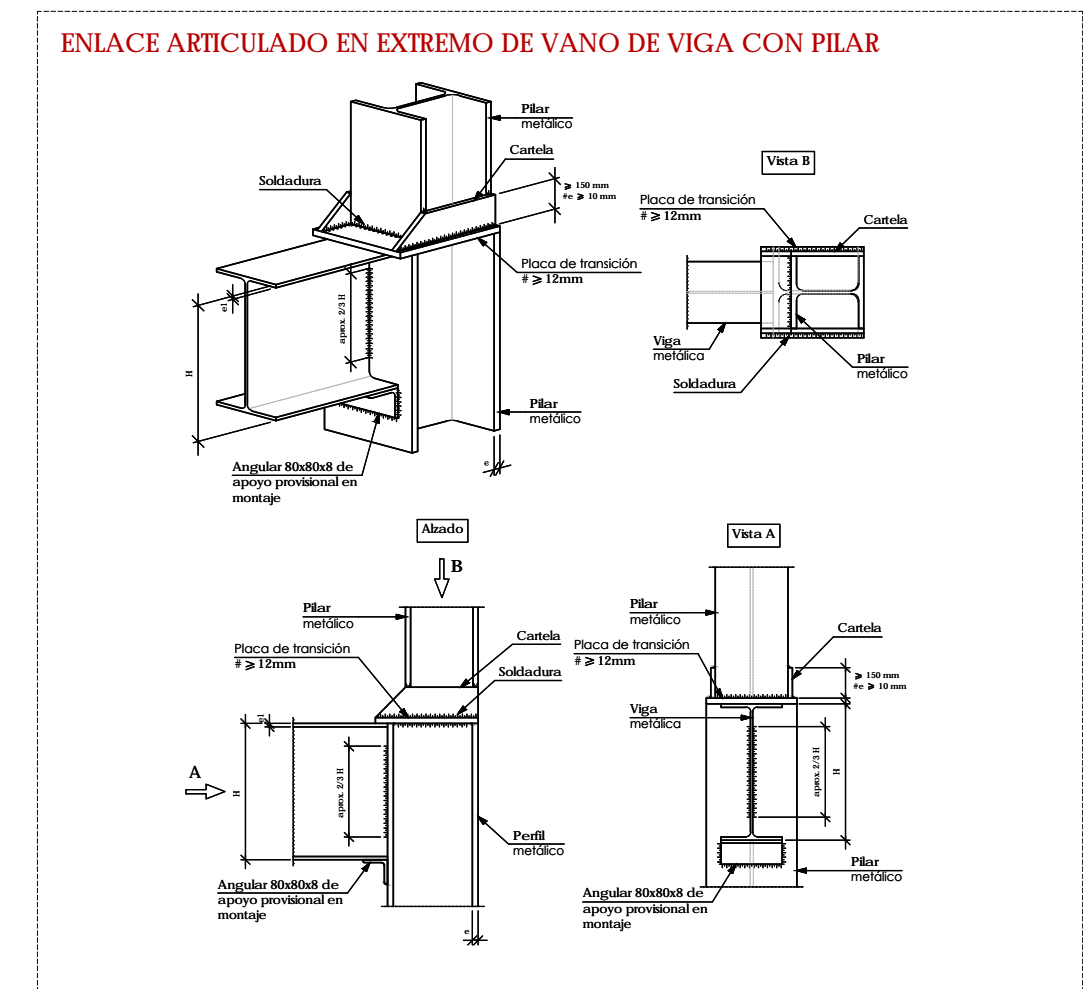 ENLACE ARTICULADO EN EXTREMO DE VANO DE VIGA CON PILAR
Pilar
metálico
Cartela
Soldadura
⩾ 150 mm
#e ⩾ 10 mm
Placa de transición
# ⩾ 12mm
e1
aprox. 2/3 H
H
Pilar
metálico
Angular 80x80x8 de
apoyo provisional en
montaje
e
Vista B
Placa de transición
# ⩾ 12mm
Cartela
Viga
metálica
Pilar
metálico
Soldadura
Alzado
B
Pilar
metálico
Cartela
Placa de transición
# ⩾ 12mm
Soldadura
e1
A
H
aprox. 2/3 H
Perfil
metálico
Angular 80x80x8 de
apoyo provisional en
montaje
e
Vista A
Pilar
metálico
Cartela
Placa de transición
# ⩾ 12mm
⩾ 150 mm
#e ⩾ 10 mm
Viga
metálica
aprox. 2/3 H
H
Pilar
metálico
Angular 80x80x8 de
apoyo provisional en
montaje